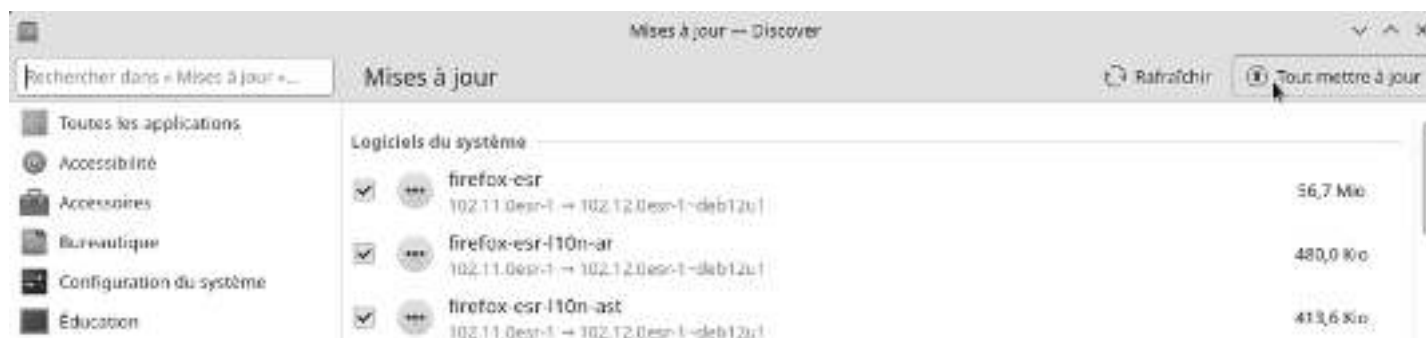 Mises à jour — Discover
Rechercher dans « Mises à jour »...
Mises à jour
Rafraîchir
Tout mettre à jour
Toutes les applications
Accessibilité
Accessoires
Bureautique
Configuration du système
Éducation
Logiciels du système
firefox-esr
56,7 Mio
102.11.0esr-1 → 102.12.0esr-1~deb12u1
firefox-esr-l10n-ar
480,0 Kio
102.11.0esr-1 → 102.12.0esr-1~deb12u1
firefox-esr-l10n-ast
413,6 Kio
102.11.0esr-1 → 102.12.0esr-1~deb12u1